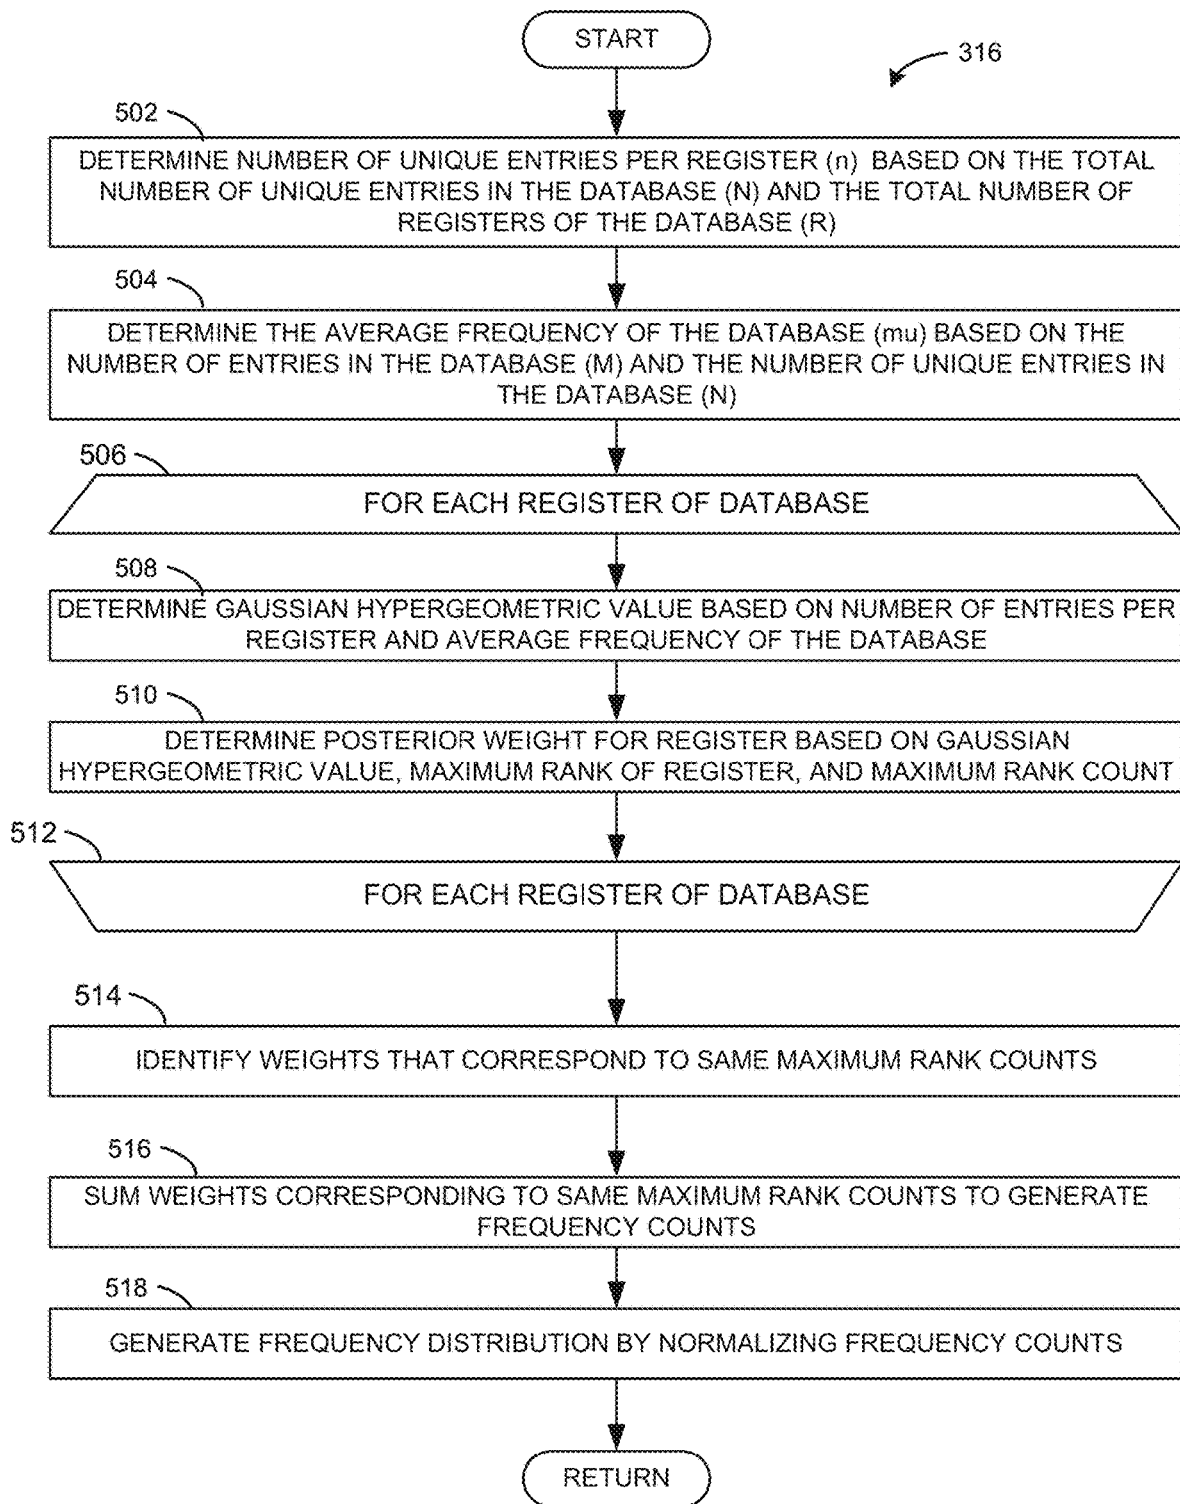 START
316
502
DETERMINE NUMBER OF UNIQUE ENTRIES PER REGISTER (n) BASED ON THE TOTAL
NUMBER OF UNIQUE ENTRIES IN THE DATABASE (N) AND THE TOTAL NUMBER OF
REGISTERS OF THE DATABASE (R)
504
DETERMINE THE AVERAGE FREQUENCY OF THE DATABASE (mu) BASED ON THE
NUMBER OF ENTRIES IN THE DATABASE (M) AND THE NUMBER OF UNIQUE ENTRIES IN
THE DATABASE (N)
506
FOR EACH REGISTER OF DATABASE
508
DETERMINE GAUSSIAN HYPERGEOMETRIC VALUE BASED ON NUMBER OF ENTRIES PER
REGISTER AND AVERAGE FREQUENCY OF THE DATABASE
510
DETERMINE POSTERIOR WEIGHT FOR REGISTER BASED ON GAUSSIAN
HYPERGEOMETRIC VALUE, MAXIMUM RANK OF REGISTER, AND MAXIMUM RANK COUNT
512
FOR EACH REGISTER OF DATABASE
514
IDENTIFY WEIGHTS THAT CORRESPOND TO SAME MAXIMUM RANK COUNTS
516
SUM WEIGHTS CORRESPONDING TO SAME MAXIMUM RANK COUNTS TO GENERATE
FREQUENCY COUNTS
518
GENERATE FREQUENCY DISTRIBUTION BY NORMALIZING FREQUENCY COUNTS
RETURN